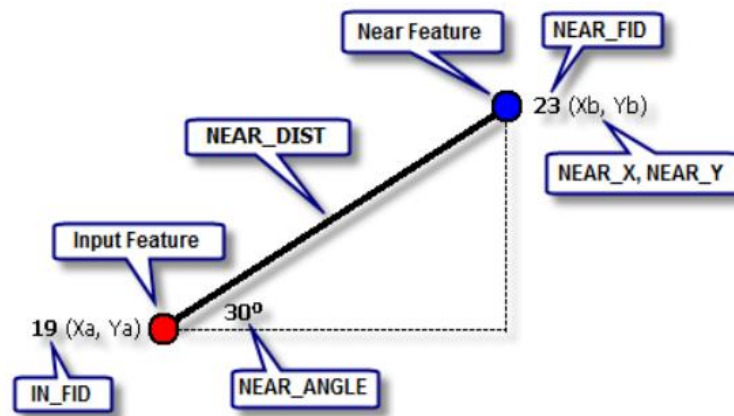 Near Feature
NEAR_FID
23 (Xb, Yb)
NEAR_DIST
NEAR_X, NEAR_Y
Input Feature
30º
19 (Xa, Ya)
IN_FID
NEAR_ANGLE